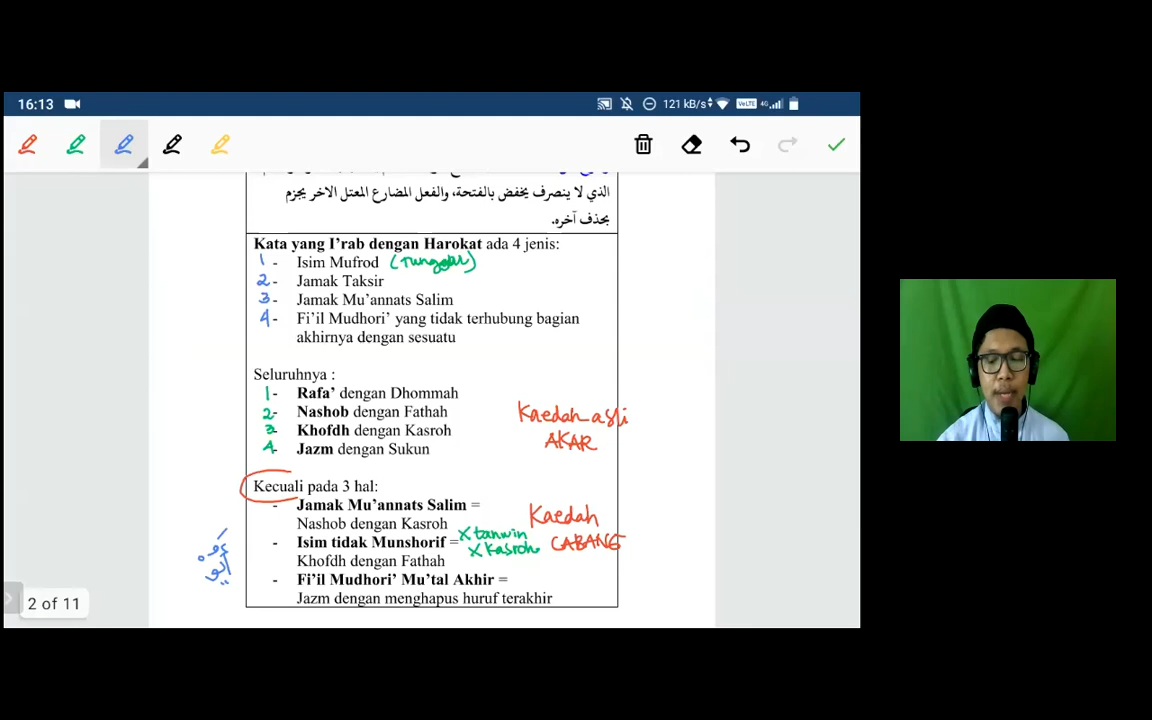 16:13 121 kB/s VoLTE 4G
الذي لا ينصرف يخفض بالفتحة، والفعل المضارع المعتل الاخر يجزم
بحذف آخره.
Kata yang I'rab dengan Harokat ada 4 jenis:
1 - Isim Mufrod (Tunggal)
2 - Jamak Taksir
3 - Jamak Mu'annats Salim
4 - Fi'il Mudhori' yang tidak terhubung bagian
akhirnya dengan sesuatu
Seluruhnya :
1 - Rafa' dengan Dhommah
2 - Nashob dengan Fathah
3 - Khofdh dengan Kasroh
4 - Jazm dengan Sukun
Kaedah asli
AKAR
Kecuali pada 3 hal:
- Jamak Mu'annats Salim =
Nashob dengan Kasroh
- Isim tidak Munshorif = X tanwin
X Kasroh
Khofdh dengan Fathah
- Fi'il Mudhori' Mu'tal Akhir =
Jazm dengan menghapus huruf terakhir
Kaedah
CABANG
2 of 11